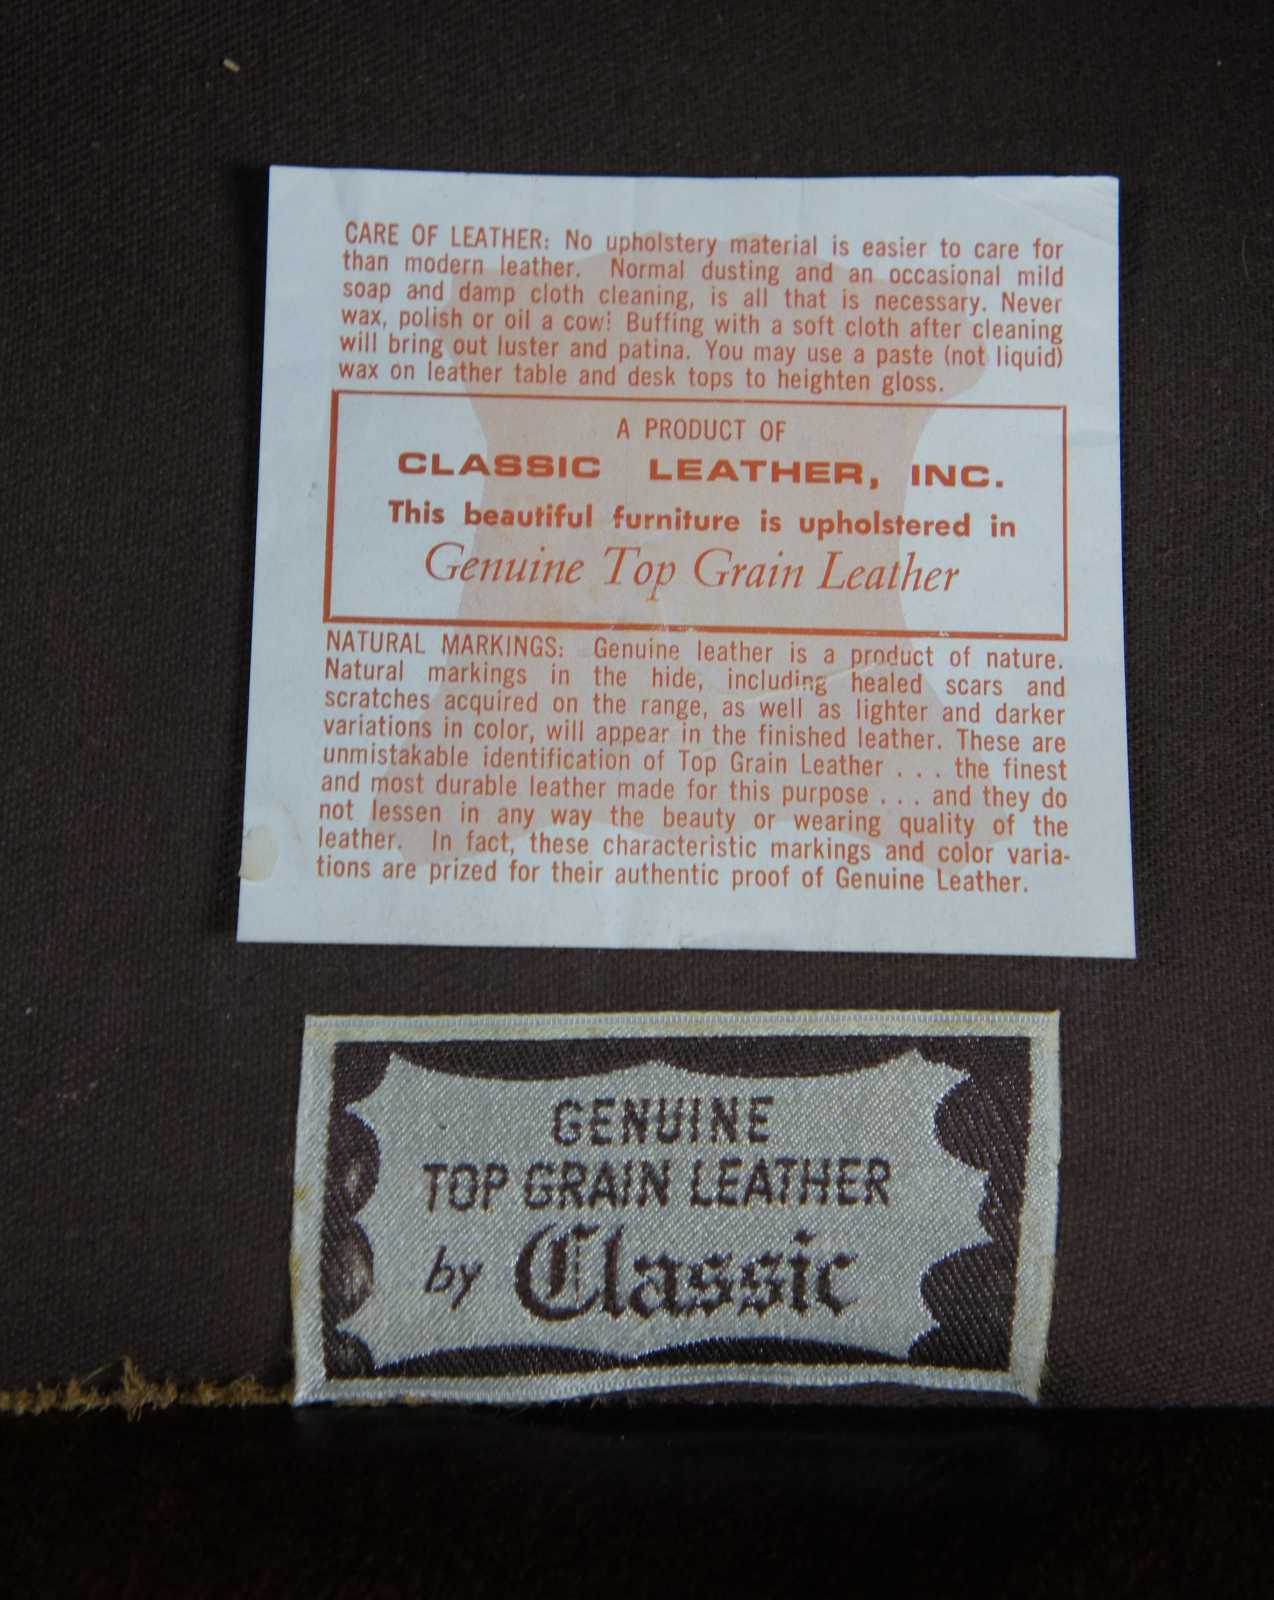 CARE OF LEATHER: No upholstery material is easier to care for
than modern leather. Normal dusting and an occasional mild
soap and damp cloth cleaning, is all that is necessary. Never
wax, polish or oil a cow! Buffing with a soft cloth after cleaning
will bring out luster and patina. You may use a paste (not liquid)
wax on leather table and desk tops to heighten gloss.
A PRODUCT OF
CLASSIC LEATHER, INC.
This beautiful furniture is upholstered in
Genuine Top Grain Leather
NATURAL MARKINGS: Genuine leather is a product of nature.
Natural markings in the hide, including healed scars and
scratches acquired on the range, as well as lighter and darker
variations in color, will appear in the finished leather. These are
unmistakable identification of Top Grain Leather . . . the finest
and most durable leather made for this purpose . . . and they do
not lessen in any way the beauty or wearing quality of the
leather. In fact, these characteristic markings and color varia-
tions are prized for their authentic proof of Genuine Leather.
GENUINE
TOP GRAIN LEATHER
by Classic